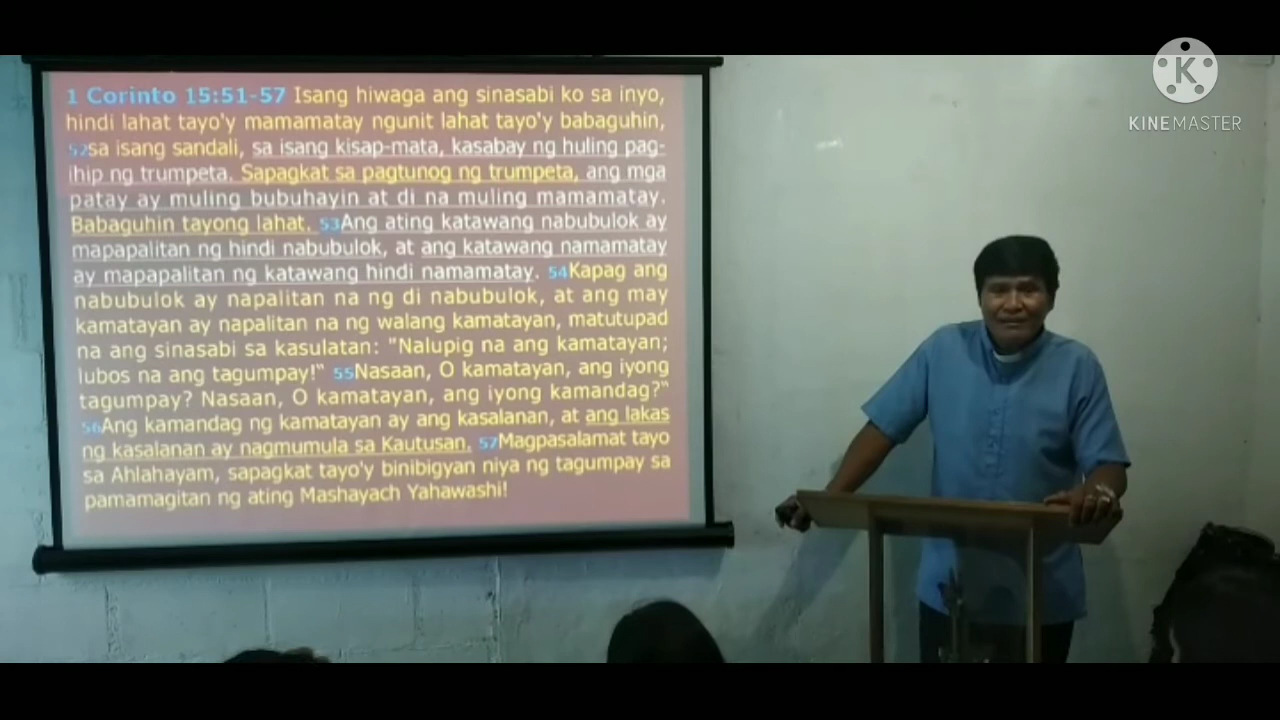 1 Corinto 15:51-57 Isang hiwaga ang sinasabi ko sa inyo,
hindi lahat tayo'y mamamatay ngunit lahat tayo'y babaguhin,
52sa isang sandali, sa isang kisap-mata, kasabay ng huling pag-
ihip ng trumpeta. Sapagkat sa pagtunog ng trumpeta, ang mga
patay ay muling bubuhayin at di na muling mamamatay.
Babaguhin tayong lahat. 53Ang ating katawang nabubulok ay
mapapalitan ng hindi nabubulok, at ang katawang namamatay
ay mapapalitan ng katawang hindi namamatay. 54Kapag ang
nabubulok ay napalitan na ng di nabubulok, at ang may
kamatayan ay napalitan na ng walang kamatayan, matutupad
na ang sinasabi sa kasulatan: "Nalupig na ang kamatayan;
lubos na ang tagumpay!" 55Nasaan, O kamatayan, ang iyong
tagumpay? Nasaan, O kamatayan, ang iyong kamandag?"
56Ang kamandag ng kamatayan ay ang kasalanan, at ang lakas
ng kasalanan ay nagmumula sa Kautusan. 57Magpasalamat tayo
sa Ahlahayam, sapagkat tayo'y binibigyan niya ng tagumpay sa
pamamagitan ng ating Mashayach Yahawashi!
K
KINEMASTER